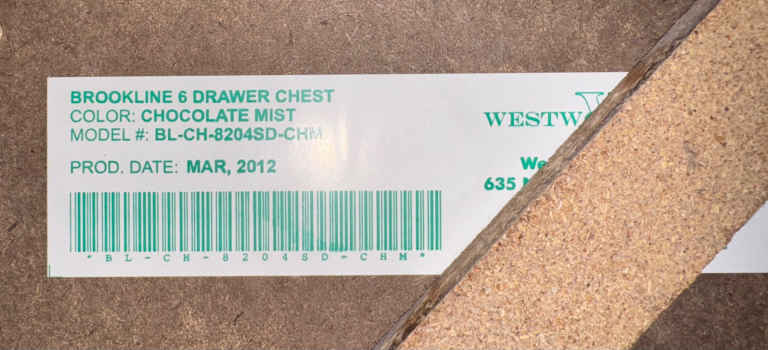 BROOKLINE 6 DRAWER CHEST
COLOR: CHOCOLATE MIST
MODEL #: BL-CH-8204SD-CHM
PROD. DATE: MAR, 2012
*BL-CH-8204SD-CHM*
635